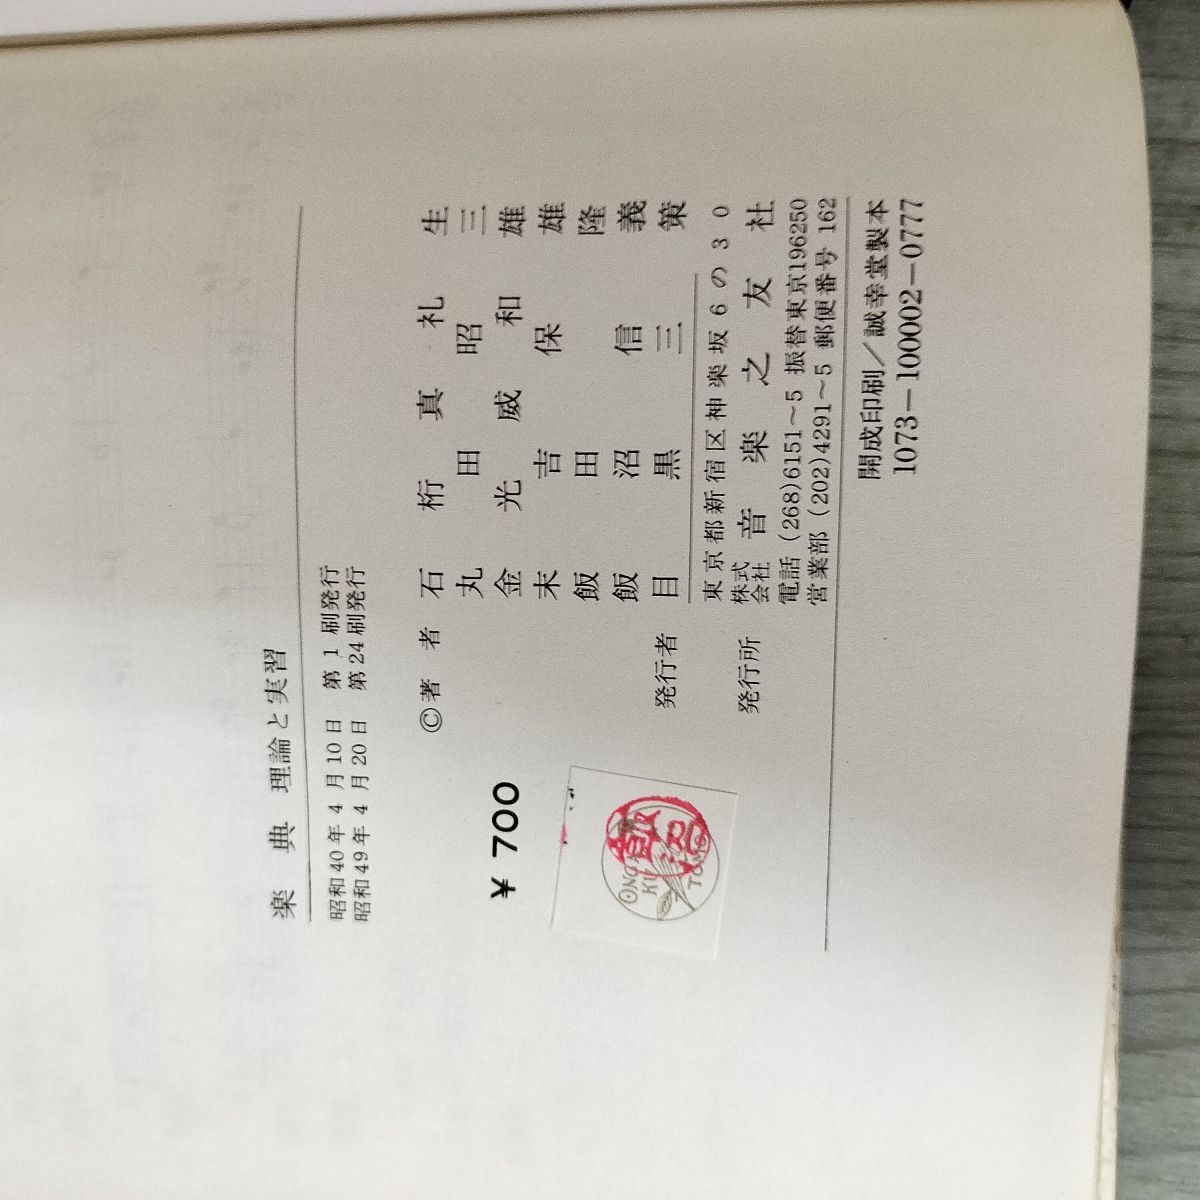 楽典 理論と実習
昭和40年4月10日 第1刷発行
昭和49年4月20日 第24刷発行
©著者 石桁真礼生
丸田昭三
金光威和雄
末吉保雄
飯田隆
飯沼信義
発行者 目黒三策
東京都新宿区神楽坂6の30
発行所 株式会社 音楽之友社
電話 (268)6151〜5 振替東京196250
営業部 (202)4291〜5 郵便番号 162
開成印刷/誠幸堂製本
1073-100002-0777
¥700
TOMO
飯沼